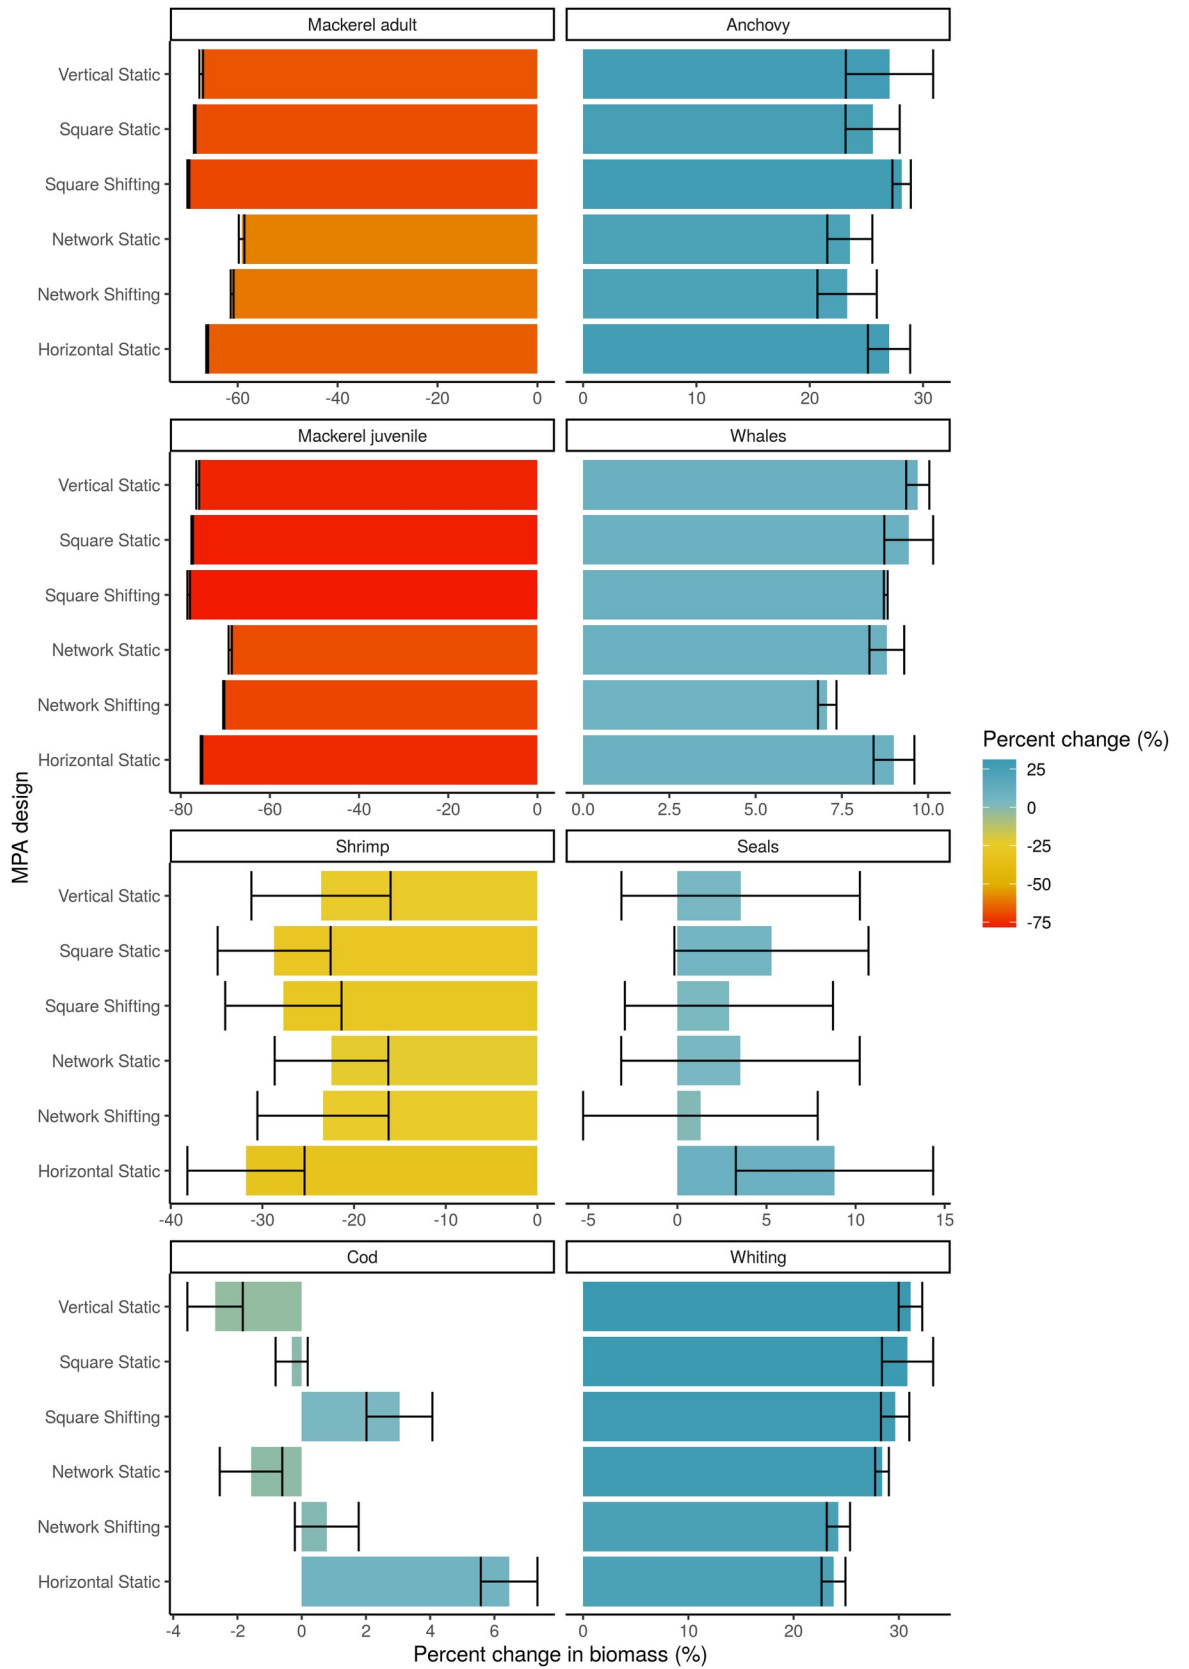 Mackerel adult
Anchovy
Vertical Static
Square Static
Square Shifting
Network Static
Network Shifting
Horizontal Static
-60 -40 -20 0
0 10 20 30
Mackerel juvenile
Whales
Vertical Static
Square Static
Square Shifting
Network Static
Network Shifting
Horizontal Static
-80 -60 -40 -20 0
0.0 2.5 5.0 7.5 10.0
Shrimp
Seals
Vertical Static
Square Static
Square Shifting
Network Static
Network Shifting
Horizontal Static
-40 -30 -20 -10 0
-5 0 5 10 15
Cod
Whiting
Vertical Static
Square Static
Square Shifting
Network Static
Network Shifting
Horizontal Static
-4 -2 0 2 4 6
0 10 20 30
Percent change in biomass (%)
MPA design
Percent change (%)
25
0
-25
-50
-75